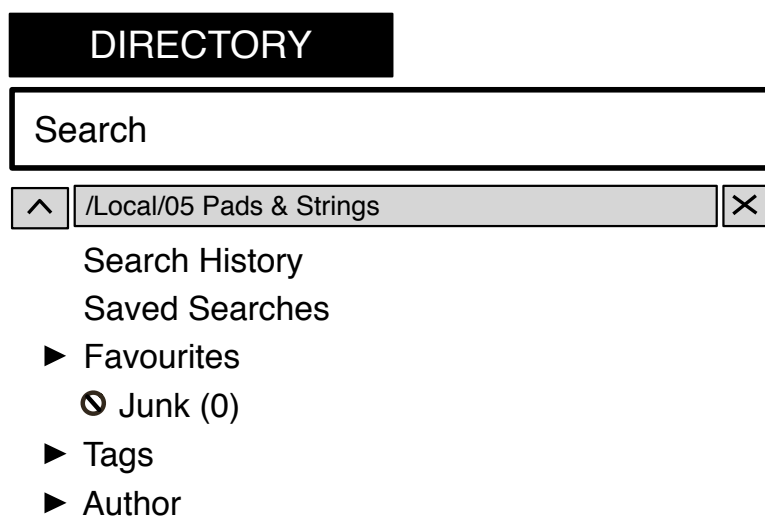 DIRECTORY
Search
/Local/05 Pads & Strings
Search History
Saved Searches
Favourites
Junk (0)
Tags
Author